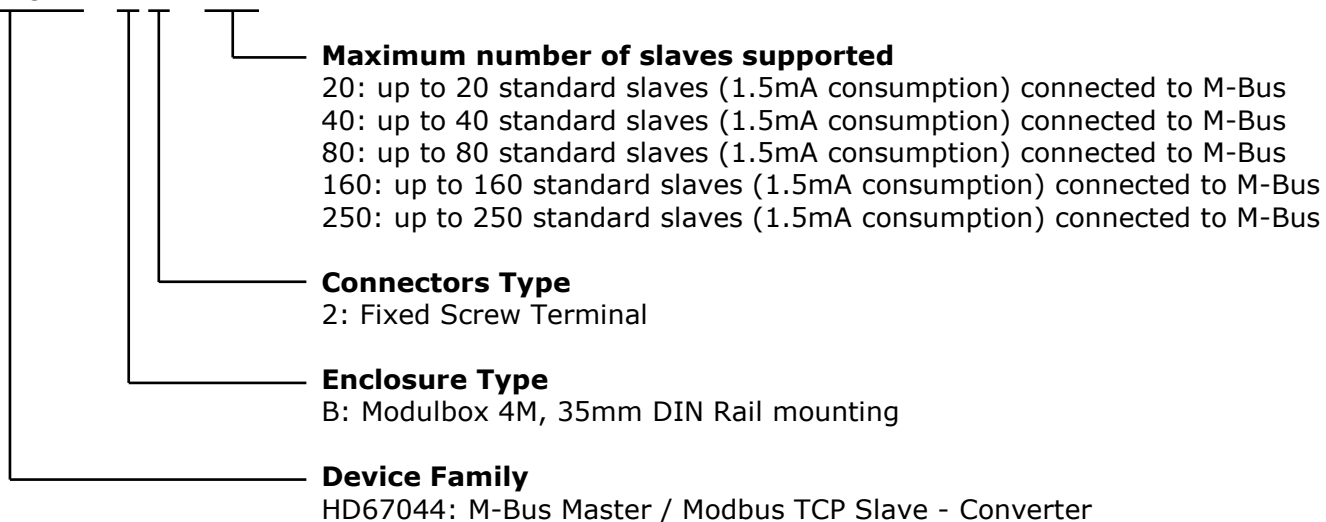 Maximum number of slaves supported
20: up to 20 standard slaves (1.5mA consumption) connected to M-Bus
40: up to 40 standard slaves (1.5mA consumption) connected to M-Bus
80: up to 80 standard slaves (1.5mA consumption) connected to M-Bus
160: up to 160 standard slaves (1.5mA consumption) connected to M-Bus
250: up to 250 standard slaves (1.5mA consumption) connected to M-Bus
Connectors Type
2: Fixed Screw Terminal
Enclosure Type
B: Modulbox 4M, 35mm DIN Rail mounting
Device Family
HD67044: M-Bus Master / Modbus TCP Slave - Converter